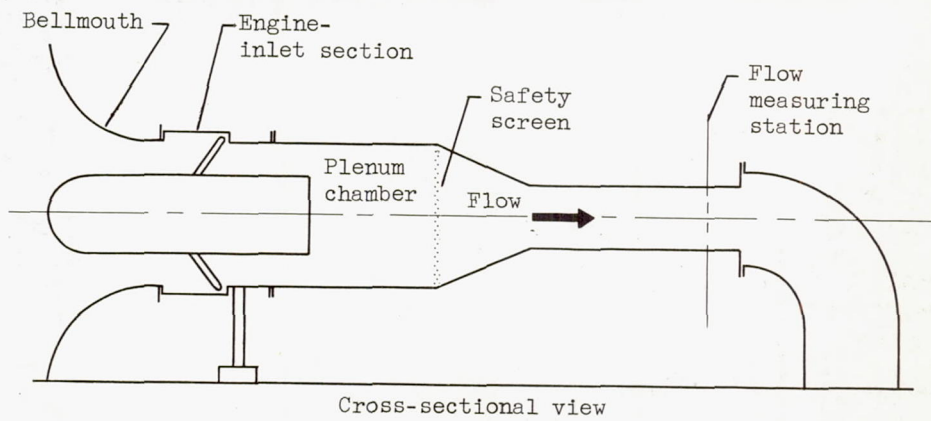 Bellmouth
Engine-
inlet section
Safety
screen
Flow
measuring
station
Plenum
chamber
Flow
Cross-sectional view